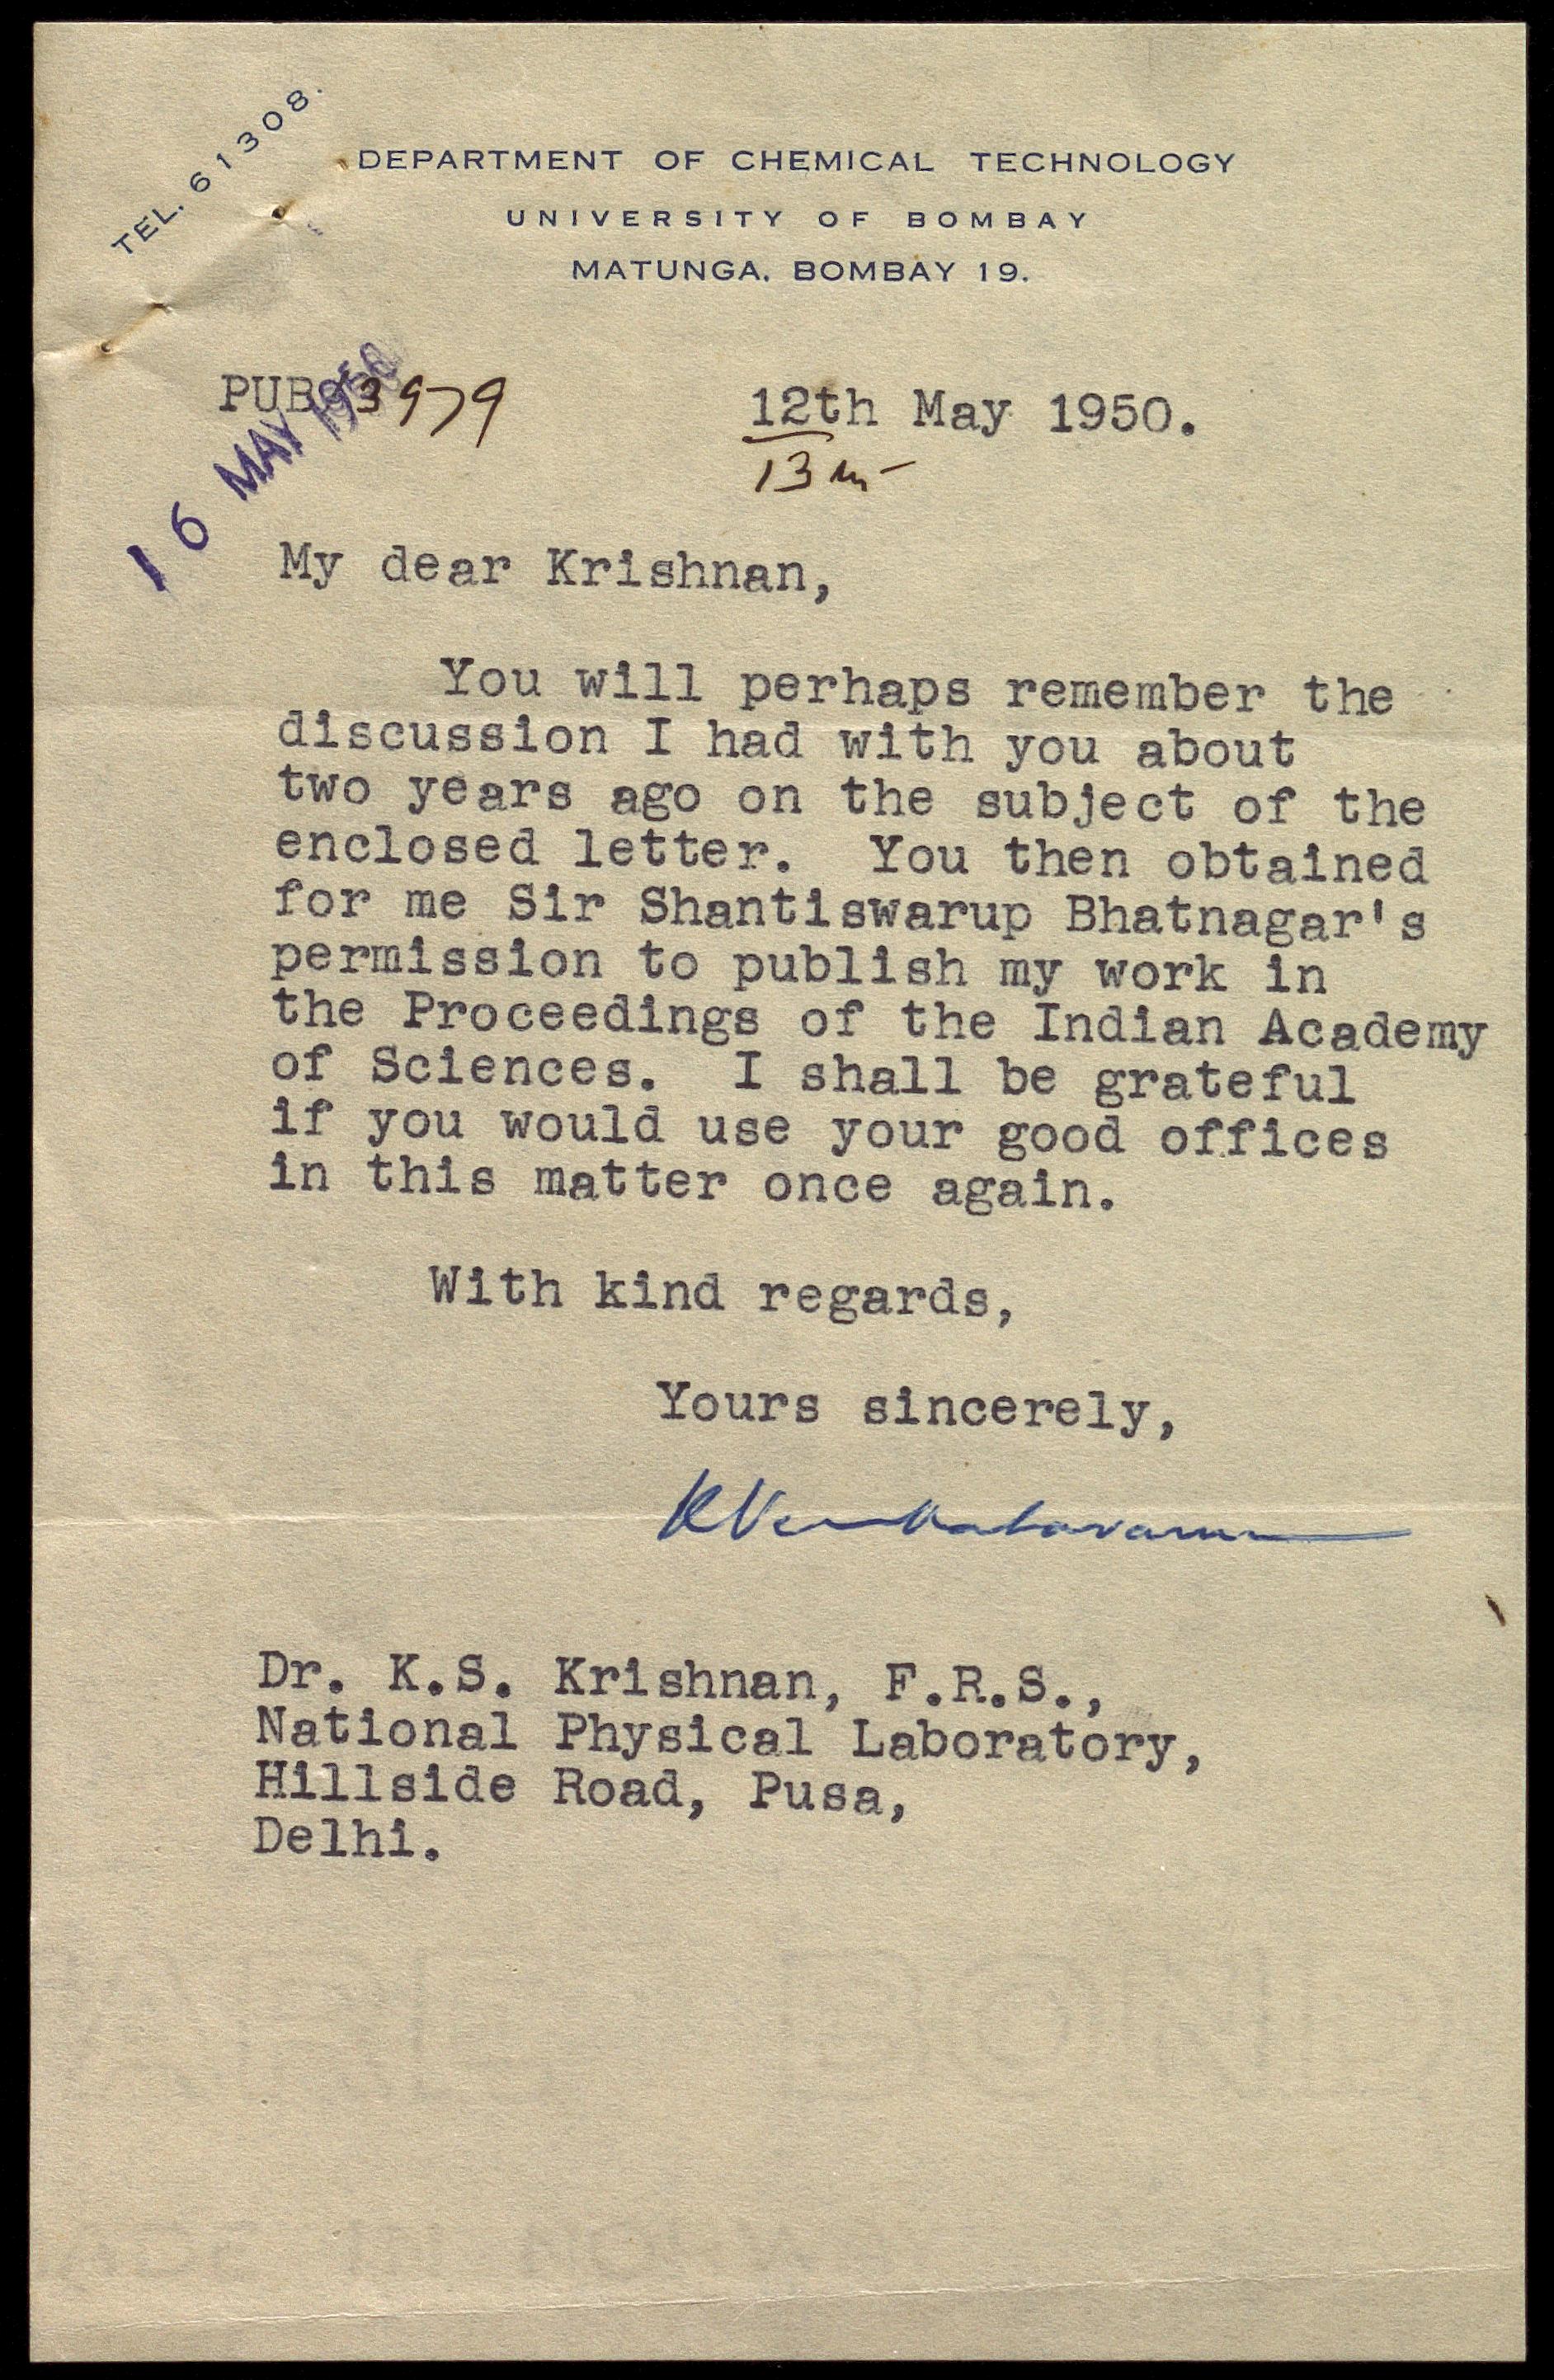 TEL. 61308.
DEPARTMENT OF CHEMICAL TECHNOLOGY
UNIVERSITY OF BOMBAY
MATUNGA. BOMBAY 19.
PUB 3979
12th May 1950.
13
16 MAY 1950
My dear Krishnan,
You will perhaps remember the
discussion I had with you about
two years ago on the subject of the
enclosed letter. You then obtained
for me Sir Shantiswarup Bhatnagar's
permission to publish my work in
the Proceedings of the Indian Academy
of Sciences. I shall be grateful
if you would use your good offices
in this matter once again.
With kind regards,
Yours sincerely,
K Venkataraman
Dr. K.S. Krishnan, F.R.S.,
National Physical Laboratory,
Hillside Road, Pusa,
Delhi.